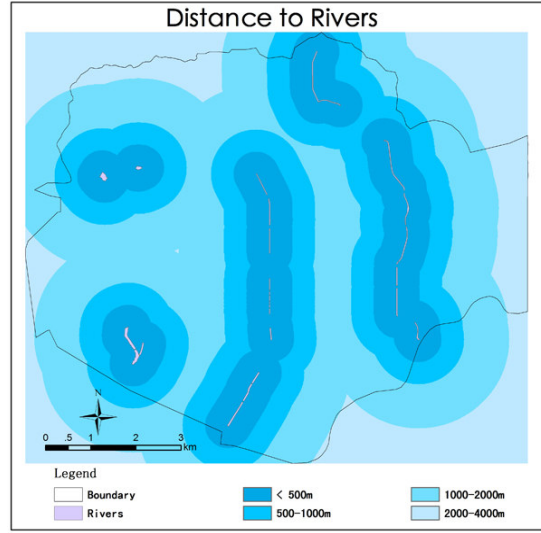 Distance to Rivers
N
0 .5 1 2 3
km
Legend
Boundary
Rivers
< 500m
500-1000m
1000-2000m
2000-4000m